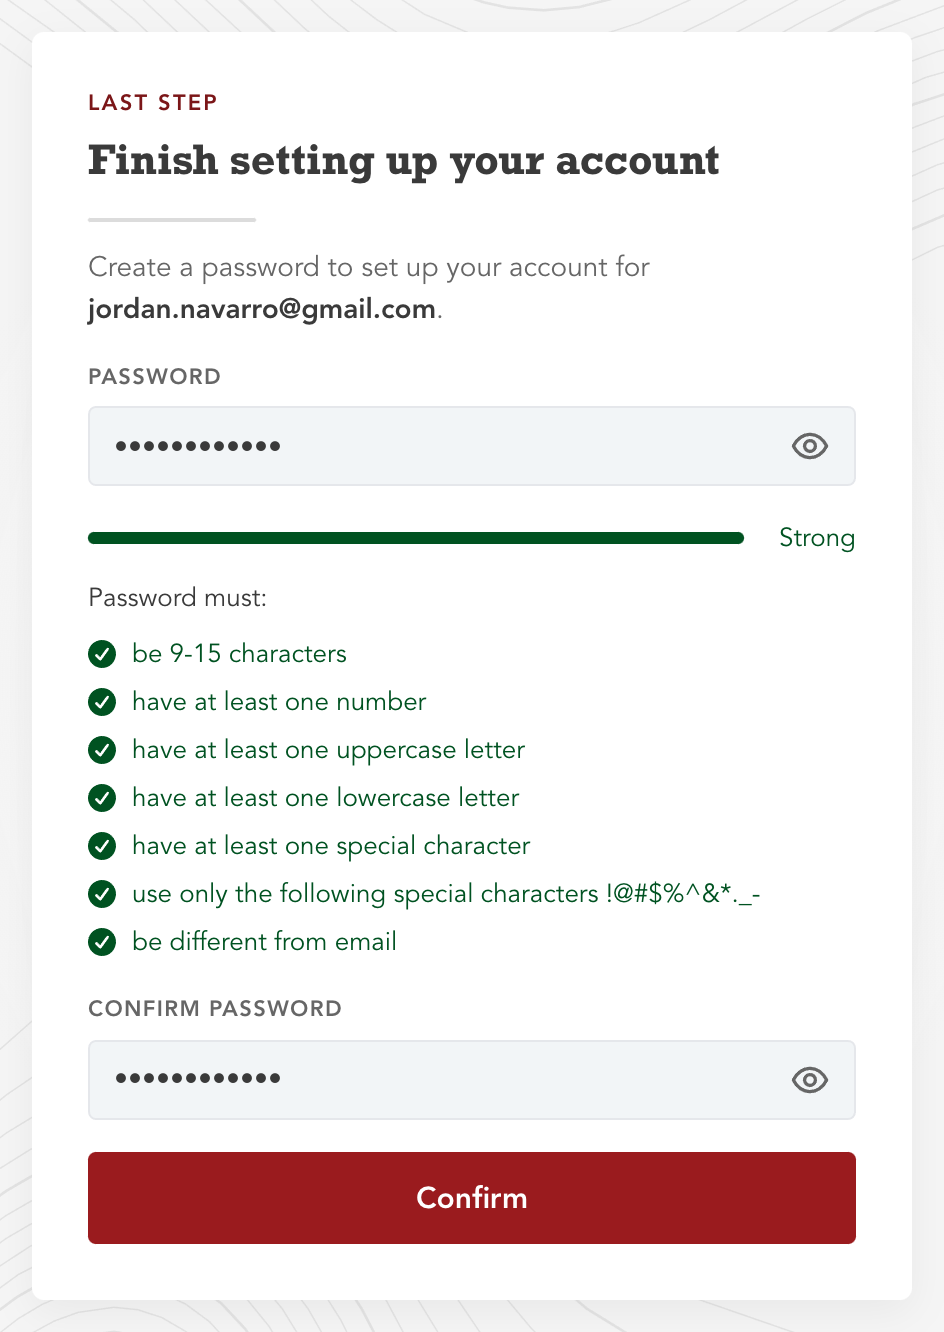 LAST STEP
Finish setting up your account
Create a password to set up your account for
jordan.navarro@gmail.com.
PASSWORD
••••••••••••
Strong
Password must:
be 9-15 characters
have at least one number
have at least one uppercase letter
have at least one lowercase letter
have at least one special character
use only the following special characters !@#$%^&*._-
be different from email
CONFIRM PASSWORD
••••••••••••
Confirm